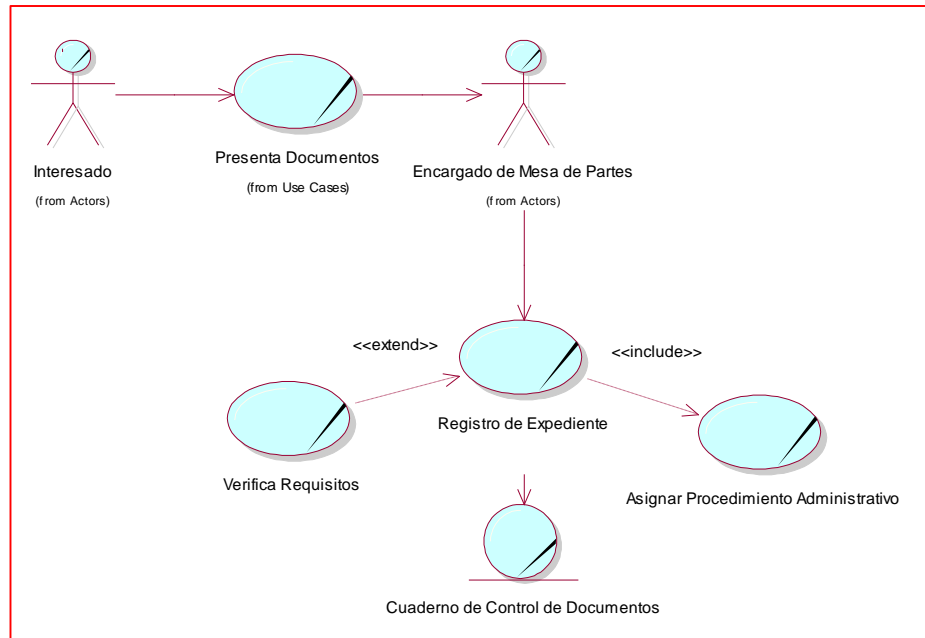 Interesado
(from Actors)
Presenta Documentos
(from Use Cases)
Encargado de Mesa de Partes
(from Actors)
<<extend>>
<<include>>
Registro de Expediente
Verifica Requisitos
Asignar Procedimiento Administrativo
Cuaderno de Control de Documentos